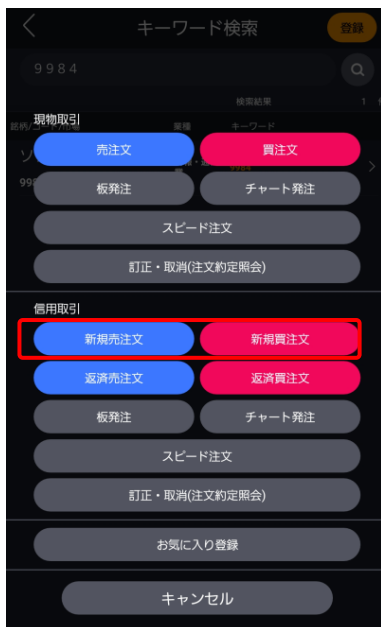 キーワード検索 登録
9984
検索結果 1
銘柄/コード/市場 業種 キーワード
現物取引
ソ
売注文 買注文
9984
998
板発注 チャート発注
スピード注文
訂正・取消(注文約定照会)
信用取引
新規売注文 新規買注文
返済売注文 返済買注文
板発注 チャート発注
スピード注文
訂正・取消(注文約定照会)
お気に入り登録
キャンセル